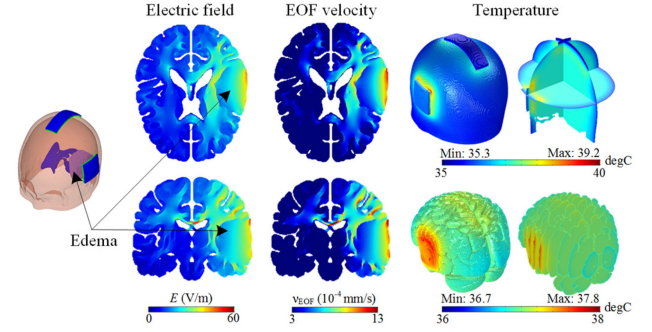 Electric field
EOF velocity
Temperature
Min: 35.3
Max: 39.2
degC
35
40
Edema
Min: 36.7
Max: 37.8
degC
36
38
E (V/m)
0
60
vEOF (10-4 mm/s)
3
13